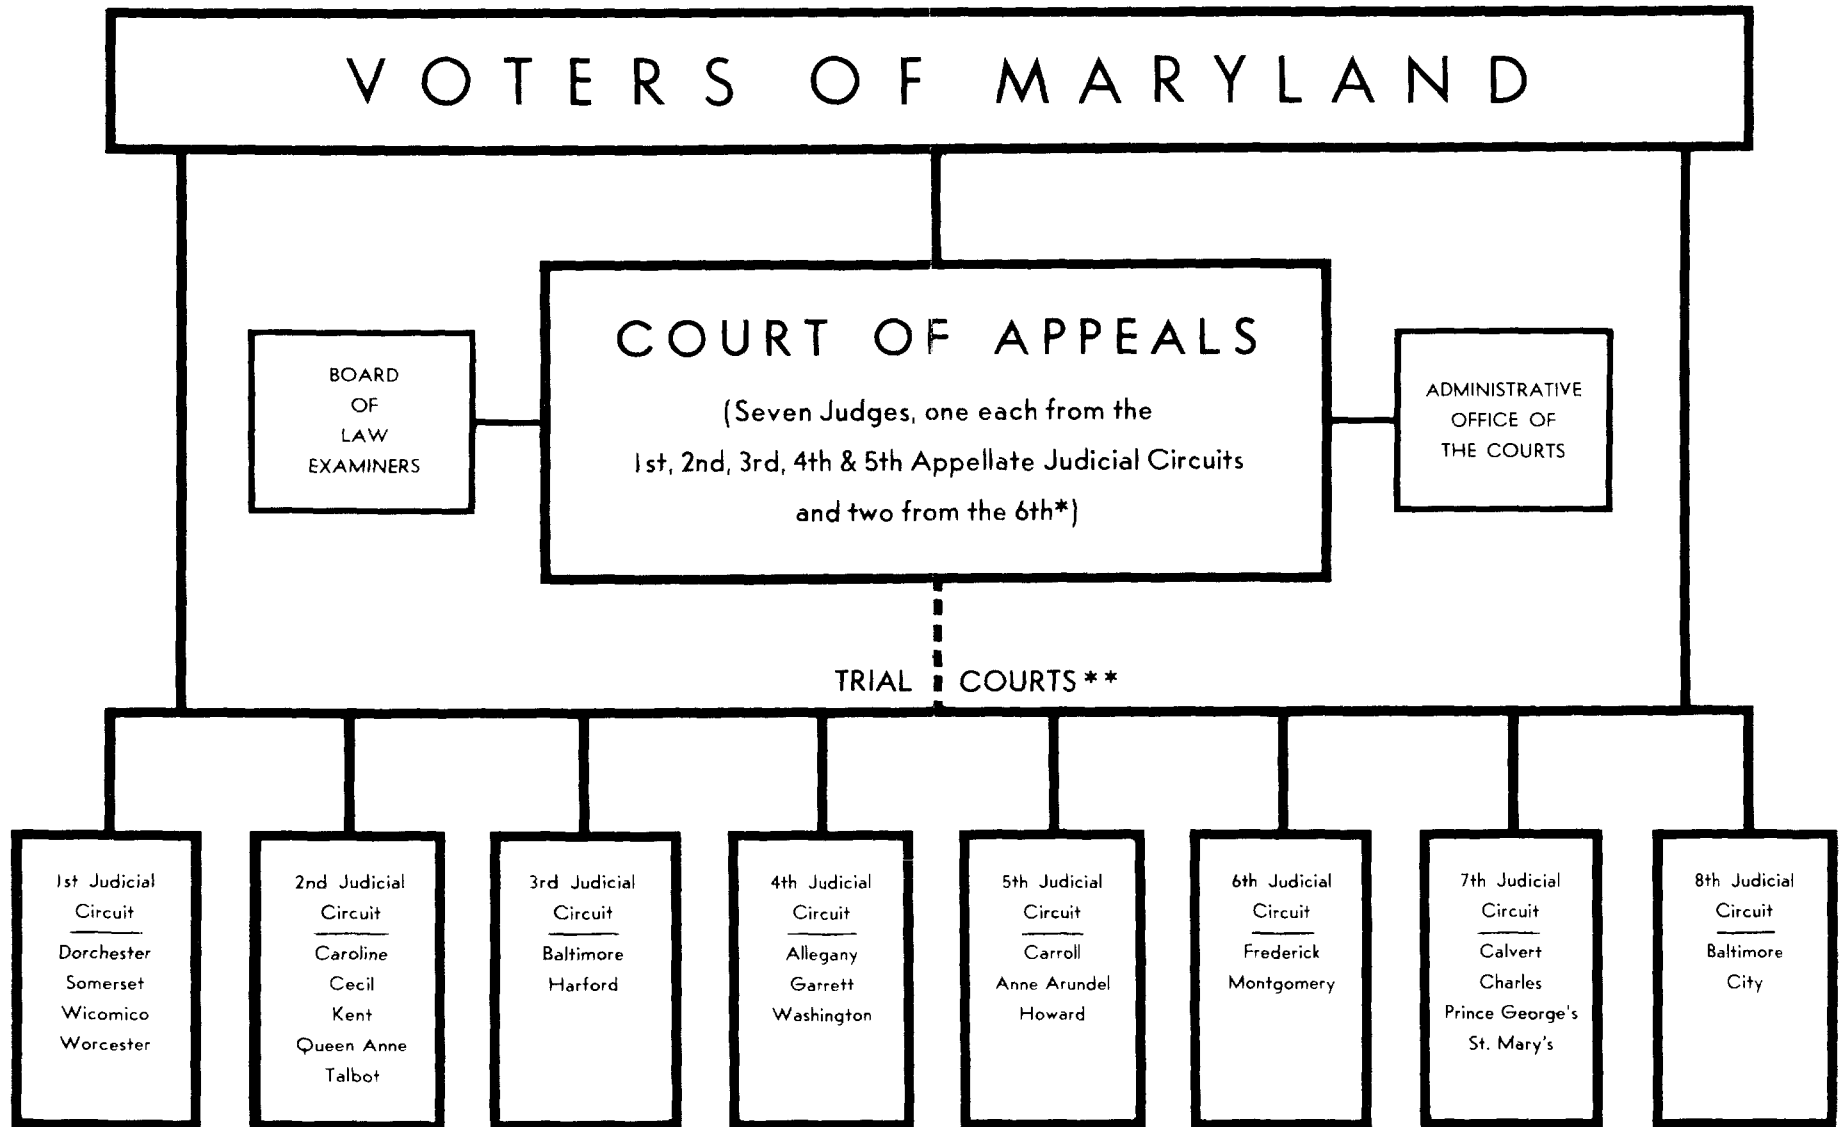 VOTERS OF MARYLAND
COURT OF APPEALS
(Seven Judges, one each from the
1st, 2nd, 3rd, 4th & 5th Appellate Judicial Circuits
and two from the 6th*)
BOARD
OF
LAW
EXAMINERS
ADMINISTRATIVE
OFFICE OF
THE COURTS
TRIAL COURTS**
1st Judicial
Circuit
Dorchester
Somerset
Wicomico
Worcester
2nd Judicial
Circuit
Caroline
Cecil
Kent
Queen Anne
Talbot
3rd Judicial
Circuit
Baltimore
Harford
4th Judicial
Circuit
Allegany
Garrett
Washington
5th Judicial
Circuit
Carroll
Anne Arundel
Howard
6th Judicial
Circuit
Frederick
Montgomery
7th Judicial
Circuit
Calvert
Charles
Prince George's
St. Mary's
8th Judicial
Circuit
Baltimore
City